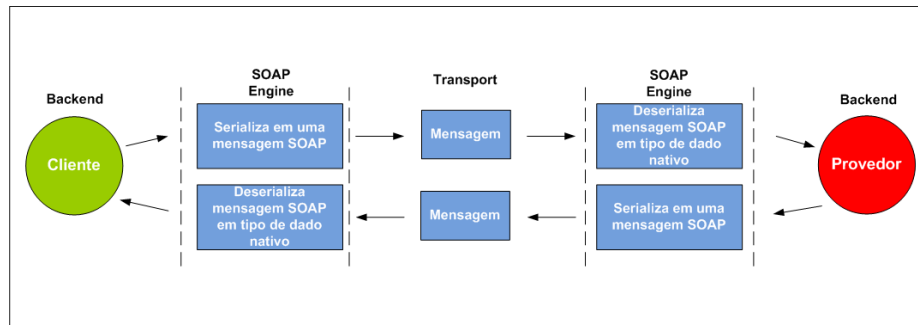 SOAP
Engine
Transport
SOAP
Engine
Backend
Backend
Serializa em uma
mensagem SOAP
Mensagem
Deserializa
mensagem SOAP
em tipo de dado
nativo
Cliente
Provedor
Deserializa
mensagem SOAP
em tipo de dado
nativo
Mensagem
Serializa em uma
mensagem SOAP